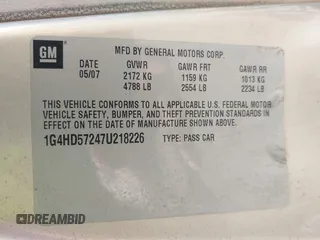 GM
MFD BY GENERAL MOTORS CORP.
DATE GVWR GAWR FRT GAWR RR
05/07 2172 KG 1159 KG 1013 KG
4788 LB 2554 LB 2234 LB
THIS VEHICLE CONFORMS TO ALL APPLICABLE U.S. FEDERAL MOTOR
VEHICLE SAFETY, BUMPER, AND THEFT PREVENTION STANDARDS
IN EFFECT ON THE DATE OF MANUFACTURE SHOWN ABOVE.
1G4HD57247U218226 TYPE: PASS CAR
DREAMBID